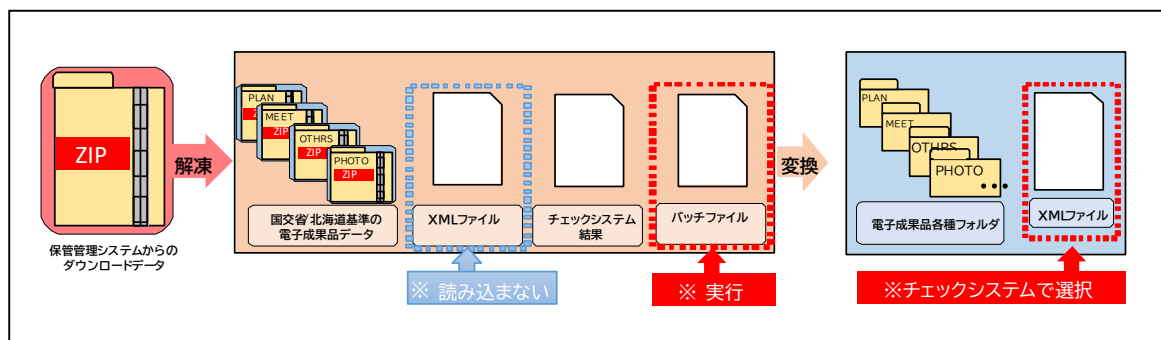 ZIP
解凍
保管管理システムからの
ダウンロードデータ
PLAN
ZIP
MEET
ZIP
OTHRS
ZIP
PHOTO
ZIP
国交省/北海道基準の
電子成果品データ
XMLファイル
チェックシステム
結果
バッチファイル
※ 読み込まない
※ 実行
変換
PLAN
MEET
OTHRS
PHOTO
・・・
電子成果品各種フォルダ
XMLファイル
※チェックシステムで選択